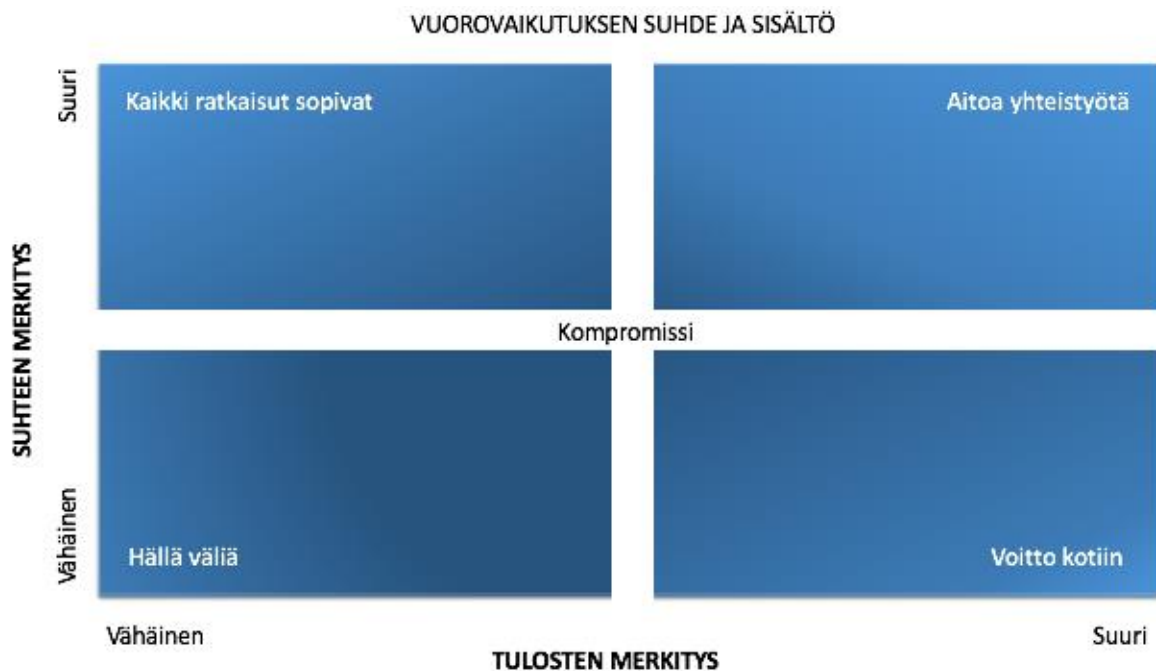 VUOROVAIKUTUKSEN SUHDE JA SISÄLTÖ
Suuri
Kaikki ratkaisut sopivat
Aitoa yhteistyötä
SUHTEEN MERKITYS
Kompromissi
Vähäinen
Hällä väliä
Voitto kotiin
Vähäinen
Suuri
TULOSTEN MERKITYS